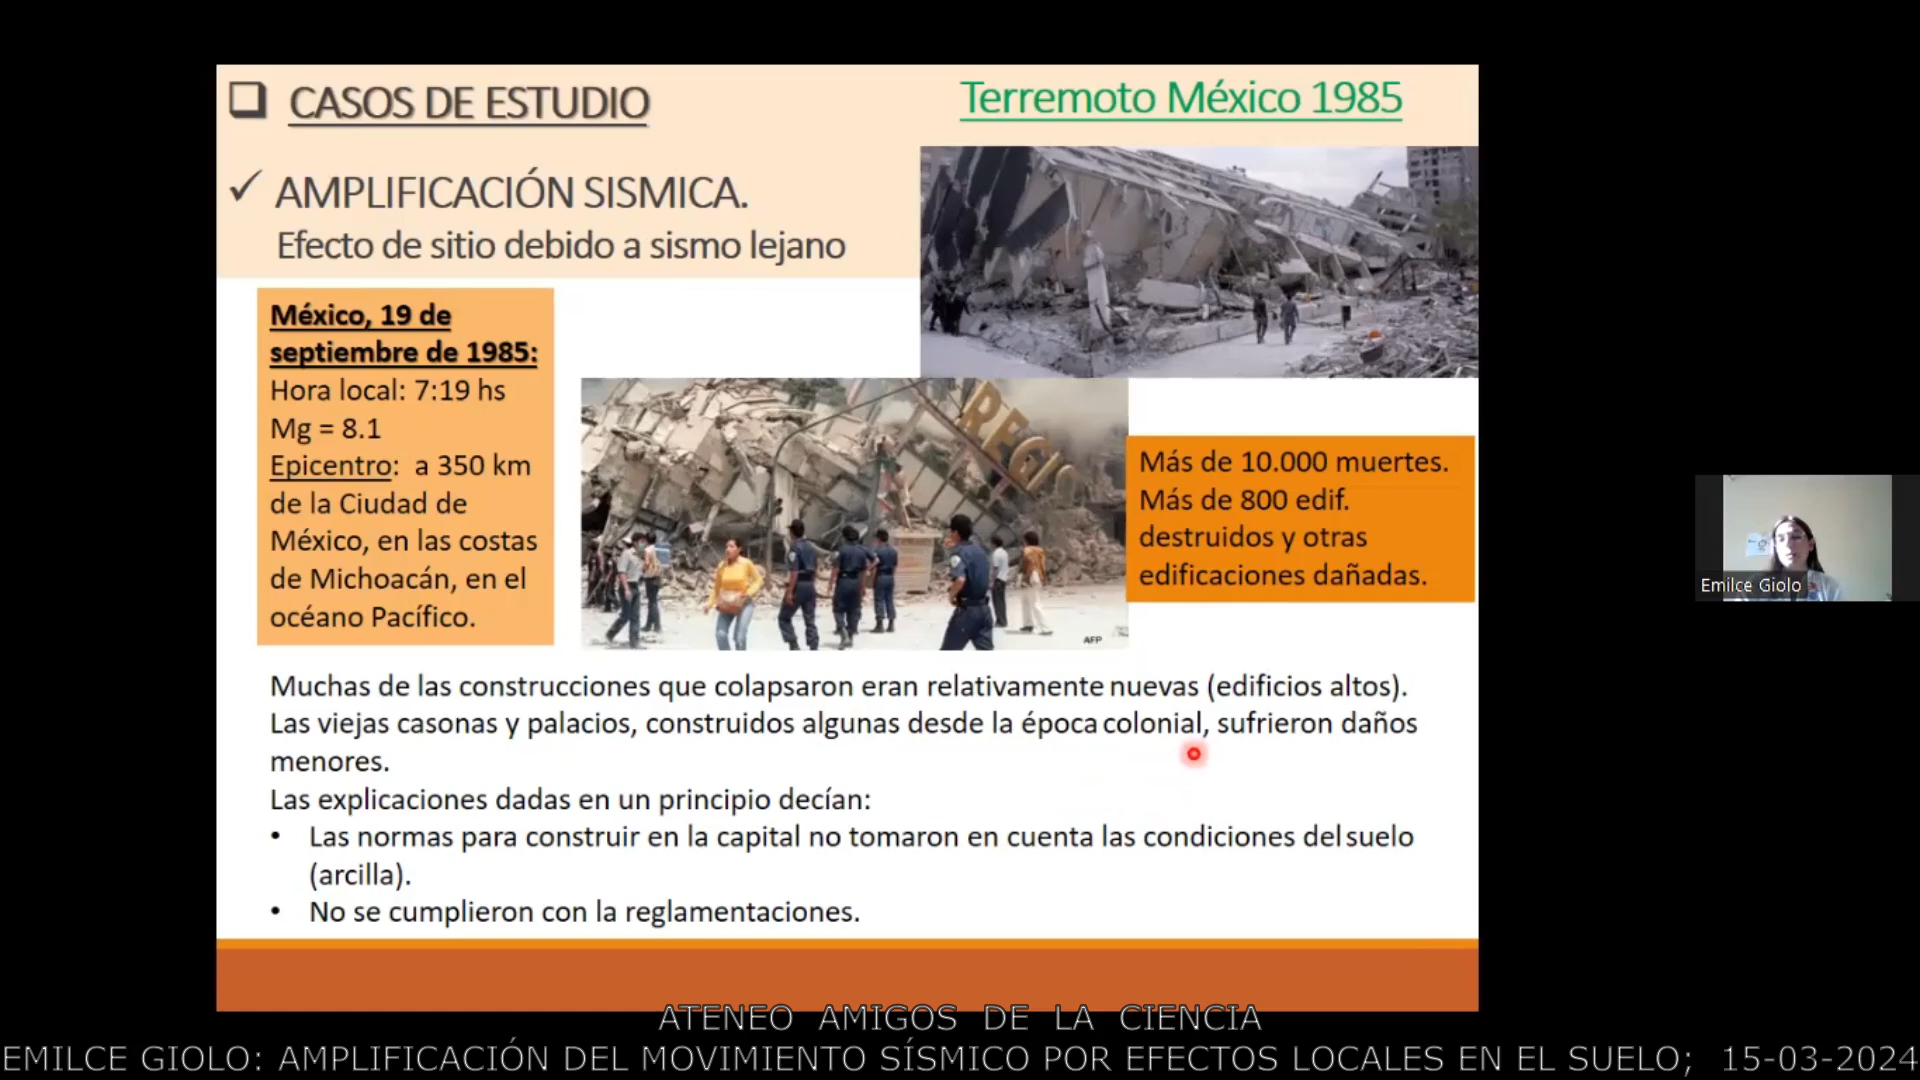 CASOS DE ESTUDIO
Terremoto México 1985
AMPLIFICACIÓN SISMICA.
Efecto de sitio debido a sismo lejano
México, 19 de
septiembre de 1985:
Hora local: 7:19 hs
Mg = 8.1
Epicentro: a 350 km
de la Ciudad de
México, en las costas
de Michoacán, en el
océano Pacífico.
REGIO
AFP
Más de 10.000 muertes.
Más de 800 edif.
destruidos y otras
edificaciones dañadas.
Muchas de las construcciones que colapsaron eran relativamente nuevas (edificios altos).
Las viejas casonas y palacios, construidos algunas desde la época colonial, sufrieron daños
menores.
Las explicaciones dadas en un principio decían:
• Las normas para construir en la capital no tomaron en cuenta las condiciones del suelo
(arcilla).
• No se cumplieron con la reglamentaciones.
Emilce Giolo
ATENEO AMIGOS DE LA CIENCIA
EMILCE GIOLO: AMPLIFICACIÓN DEL MOVIMIENTO SÍSMICO POR EFECTOS LOCALES EN EL SUELO; 15-03-2024